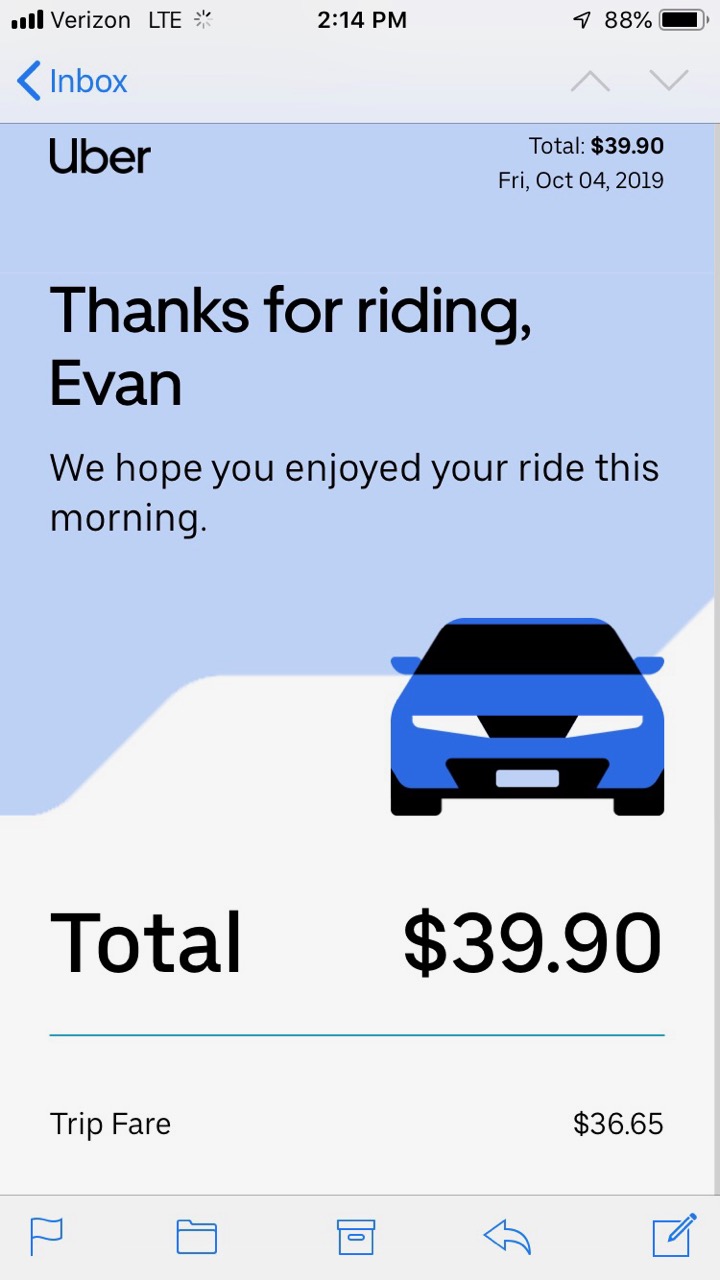 Verizon LTE 2:14 PM 88%
Inbox
Uber
Total: $39.90
Fri, Oct 04, 2019
Thanks for riding,
Evan
We hope you enjoyed your ride this
morning.
Total $39.90
Trip Fare $36.65